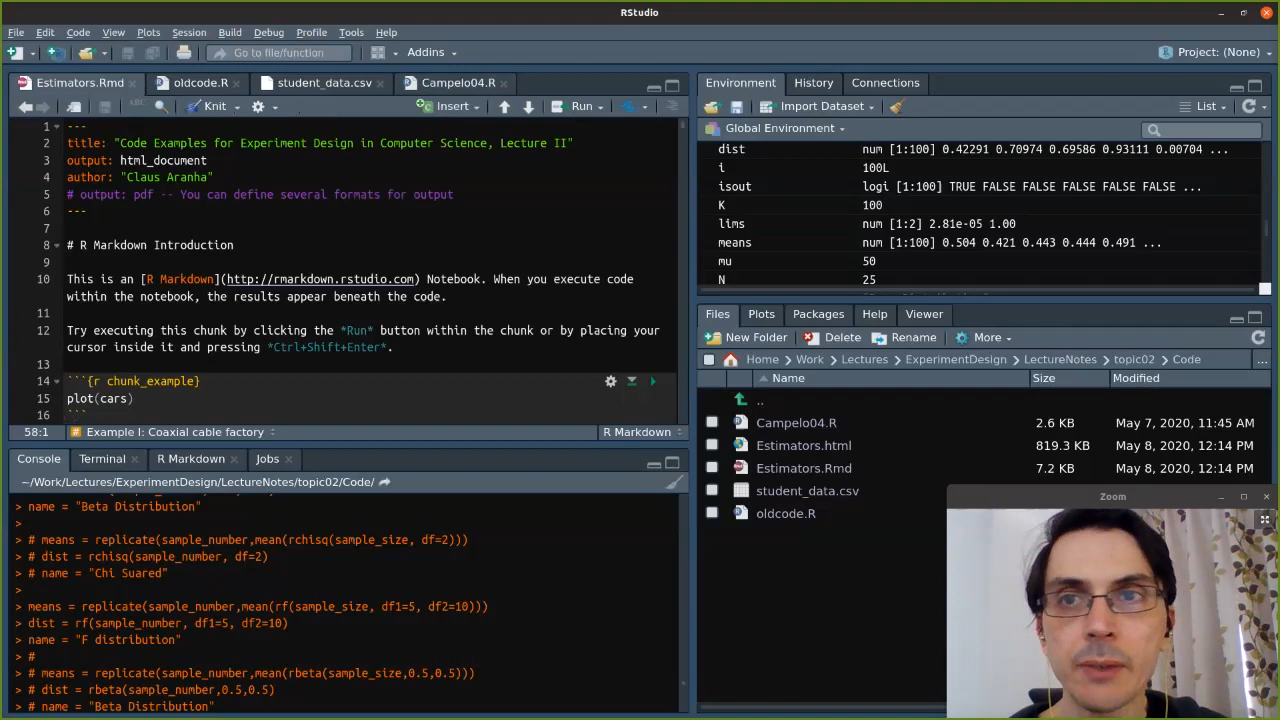 RStudio
File Edit Code View Plots Session Build Debug Profile Tools Help
Go to file/function Addins Project: (None)
Estimators.Rmd oldcode.R student_data.csv Campelo04.R
ABC Knit Insert Run
1 ---
2 title: "Code Examples for Experiment Design in Computer Science, Lecture II"
3 output: html_document
4 author: "Claus Aranha"
5 # output: pdf -- You can define several formats for output
6 ---
7
8 # R Markdown Introduction
9
10 This is an [R Markdown](http://rmarkdown.rstudio.com) Notebook. When you execute code
within the notebook, the results appear beneath the code.
11
12 Try executing this chunk by clicking the *Run* button within the chunk or by placing your
cursor inside it and pressing *Ctrl+Shift+Enter*.
13
14 ```{r chunk_example}
15 plot(cars)
16 ```
58:1 # Example I: Coaxial cable factory R Markdown
Console Terminal R Markdown Jobs
~/Work/Lectures/ExperimentDesign/LectureNotes/topic02/Code/
> name = "Beta Distribution"
>
> # means = replicate(sample_number,mean(rchisq(sample_size, df=2)))
> # dist = rchisq(sample_number, df=2)
> # name = "Chi Suared"
>
> means = replicate(sample_number,mean(rf(sample_size, df1=5, df2=10)))
> dist = rf(sample_number, df1=5, df2=10)
> name = "F distribution"
> #
> # means = replicate(sample_number,mean(rbeta(sample_size,0.5,0.5)))
> # dist = rbeta(sample_number,0.5,0.5)
> # name = "Beta Distribution"
Environment History Connections
Import Dataset List
Global Environment
dist num [1:100] 0.42291 0.70974 0.69586 0.93111 0.00704 ...
i 100L
isout logi [1:100] TRUE FALSE FALSE FALSE FALSE FALSE ...
K 100
lims num [1:2] 2.81e-05 1.00
means num [1:100] 0.504 0.421 0.443 0.444 0.491 ...
mu 50
N 25
Files Plots Packages Help Viewer
New Folder Delete Rename More
Home Work Lectures ExperimentDesign LectureNotes topic02 Code ...
Name Size Modified
..
Campelo04.R 2.6 KB May 7, 2020, 11:45 AM
Estimators.html 819.3 KB May 8, 2020, 12:14 PM
Estimators.Rmd 7.2 KB May 8, 2020, 12:14 PM
student_data.csv
oldcode.R
Zoom